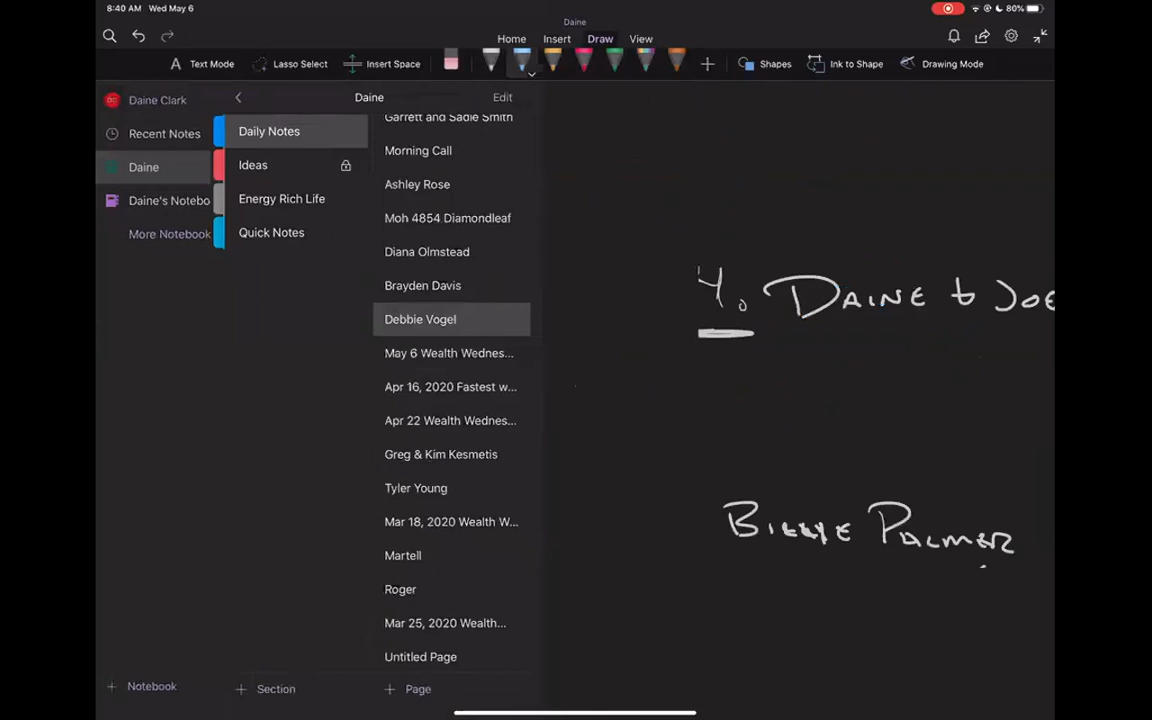 8:40 AM Wed May 6
80%
Daine
Home Insert Draw View
Text Mode Lasso Select Insert Space Shapes Ink to Shape Drawing Mode
Daine Clark
Recent Notes
Daine
Daine's Notebo
More Notebook
Notebook
Daily Notes
Ideas
Energy Rich Life
Quick Notes
Section
Daine Edit
Garrett and Sadie Smith
Morning Call
Ashley Rose
Moh 4854 Diamondleaf
Diana Olmstead
Brayden Davis
Debbie Vogel
May 6 Wealth Wednes...
Apr 16, 2020 Fastest w...
Apr 22 Wealth Wednes...
Greg & Kim Kesmetis
Tyler Young
Mar 18, 2020 Wealth W...
Martell
Roger
Mar 25, 2020 Wealth...
Untitled Page
Page
4. DAINE to JOE
PALMER